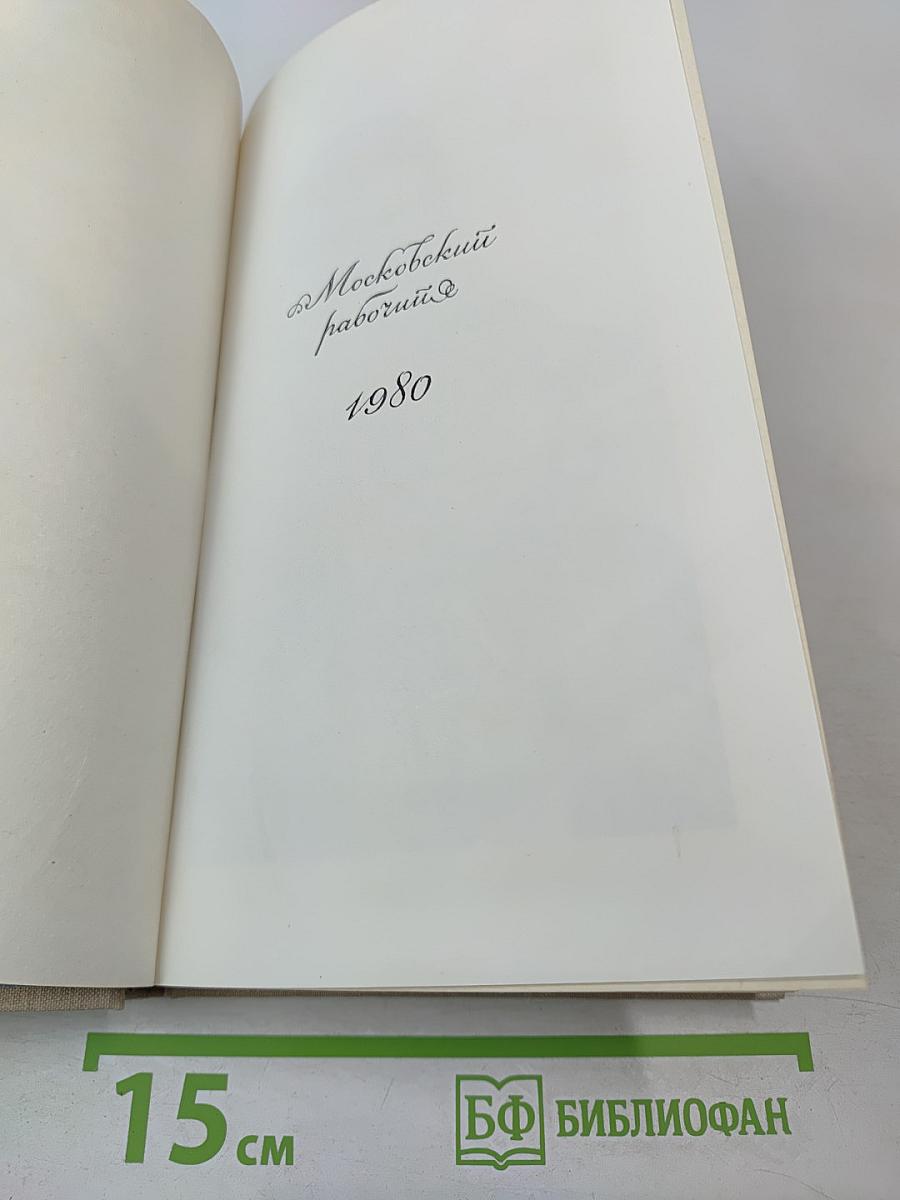 Московский
рабочий
1980
15 см
БФ БИБЛИОФАН